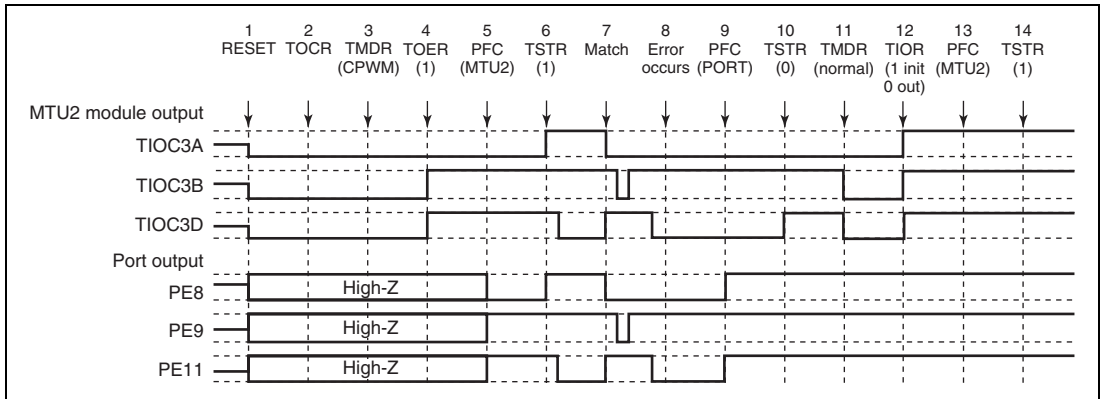 1 2 3 4 5 6 7 8 9 10 11 12 13 14
RESET TOCR TMDR TOER PFC TSTR Match Error PFC TSTR TMDR TIOR PFC TSTR
(CPWM) (1) (MTU2) (1) occurs (PORT) (0) (normal) (1 init (MTU2) (1)
0 out)
MTU2 module output
TIOC3A
TIOC3B
TIOC3D
Port output
PE8 High-Z
PE9 High-Z
PE11 High-Z